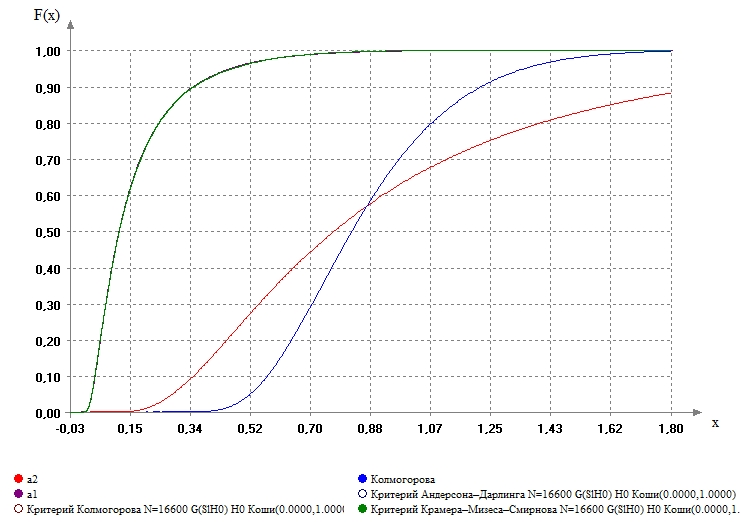 F(x)
1,00
0,90
0,80
0,70
0,60
0,50
0,40
0,30
0,20
0,10
0,00
-0,03 0,15 0,34 0,52 0,70 0,88 1,07 1,25 1,43 1,62 1,80
x
a2
a1
Критерий Колмогорова N=16600 G(S|H0) H0 Коши(0.0000,1.0000
Колмогорова
Критерий Андерсона–Дарлинга N=16600 G(S|H0) H0 Коши(0.0000,1.0000)
Критерий Крамера–Мизеса–Смирнова N=16600 G(S|H0) H0 Коши(0.0000,1.